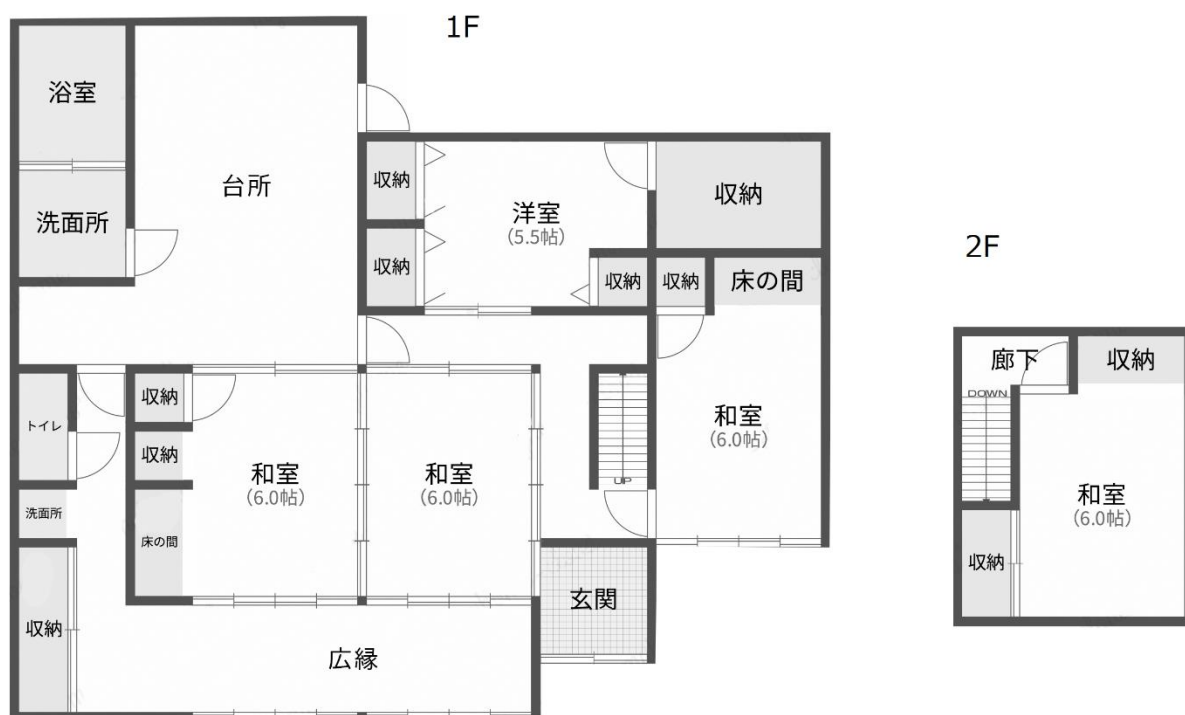 1F
浴室
台所
収納
洋室
(5.5帖)
収納
洗面所
収納
収納
収納
床の間
2F
廊下
収納
DOWN
トイレ
収納
収納
和室
(6.0帖)
和室
(6.0帖)
UP
和室
(6.0帖)
和室
(6.0帖)
洗面所
床の間
収納
玄関
収納
広縁